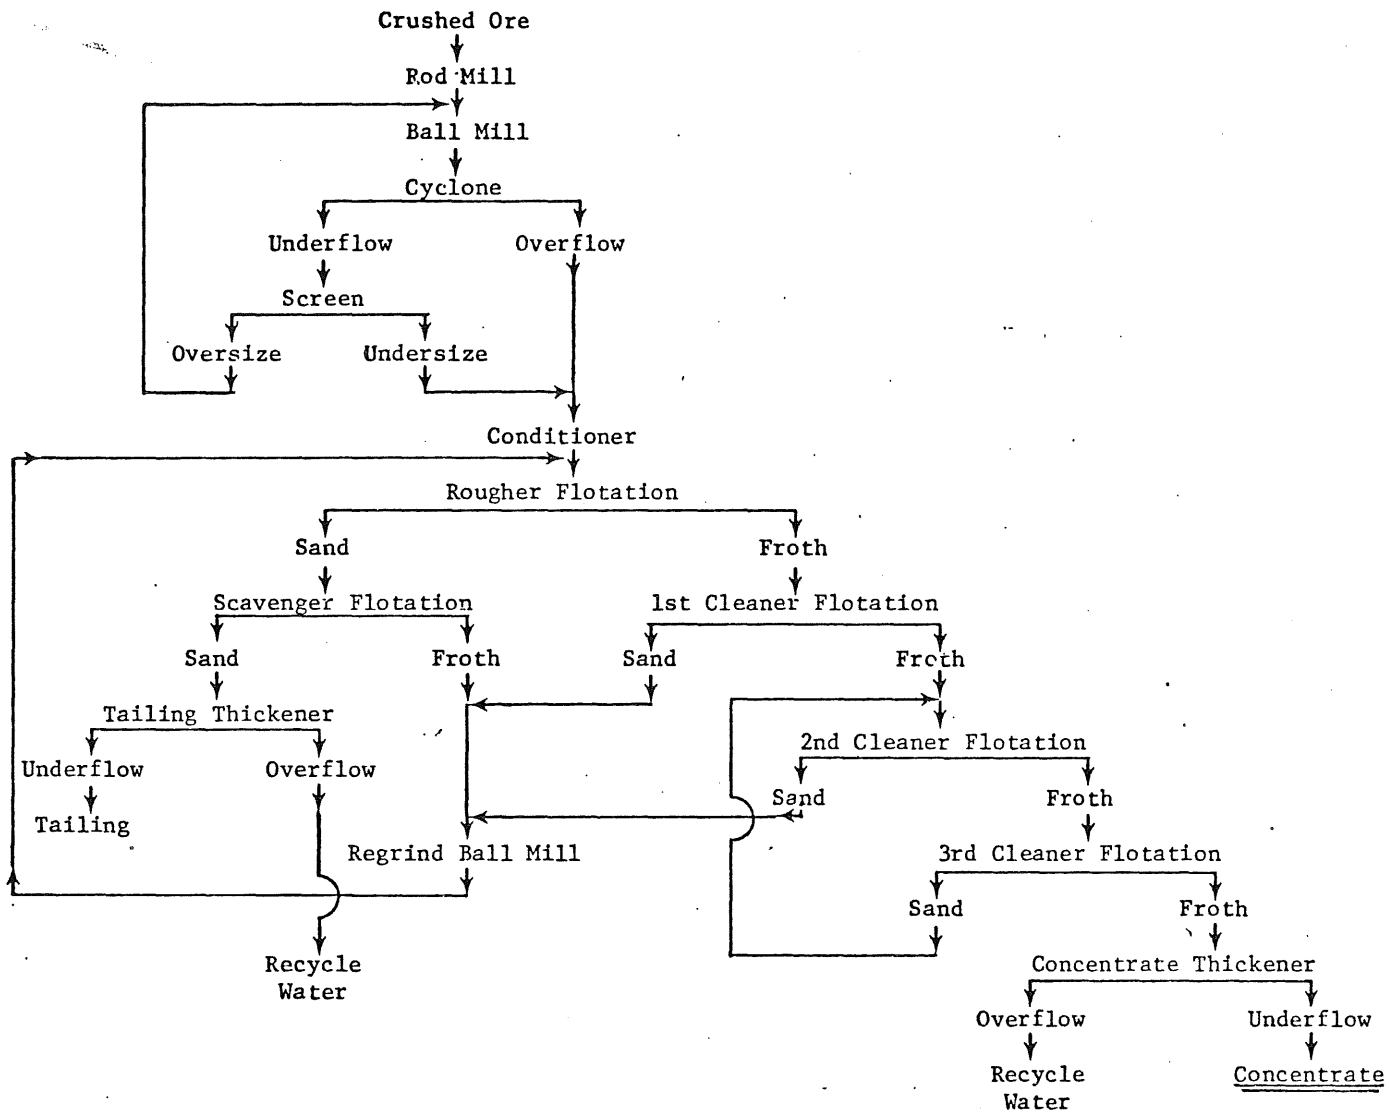 Crushed Ore
Rod Mill
Ball Mill
Cyclone
Underflow Overflow
Screen
Oversize Undersize
Conditioner
Rougher Flotation
Sand Froth
Scavenger Flotation 1st Cleaner Flotation
Sand Froth Sand Froth
Tailing Thickener
2nd Cleaner Flotation
Underflow Overflow
Sand Froth
Tailing
Regrind Ball Mill 3rd Cleaner Flotation
Sand Froth
Recycle
Water
Concentrate Thickener
Overflow Underflow
Recycle
Water
Concentrate